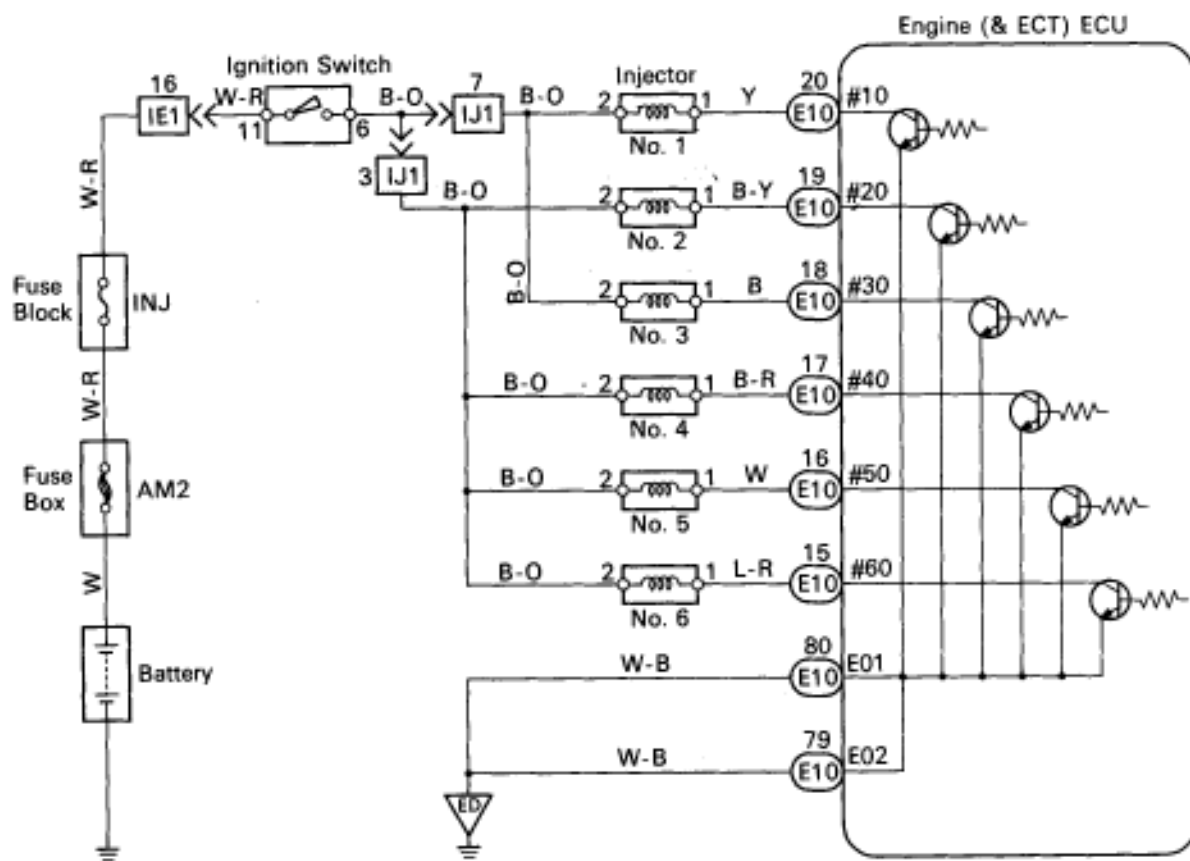 Engine (& ECT) ECU
Ignition Switch
Injector
16
IE1
W-R
11
6
B-O
7
IJ1
B-O
2
1
No. 1
Y
20
E10
#10
3
IJ1
B-O
2
1
No. 2
B-Y
19
E10
#20
W-R
B-O
2
1
No. 3
B
18
E10
#30
Fuse
Block
INJ
W-R
B-O
2
1
No. 4
B-R
17
E10
#40
Fuse
Box
AM2
B-O
2
1
No. 5
W
16
E10
#50
W
B-O
2
1
No. 6
L-R
15
E10
#60
Battery
W-B
80
E10
E01
W-B
79
E10
E02
ED